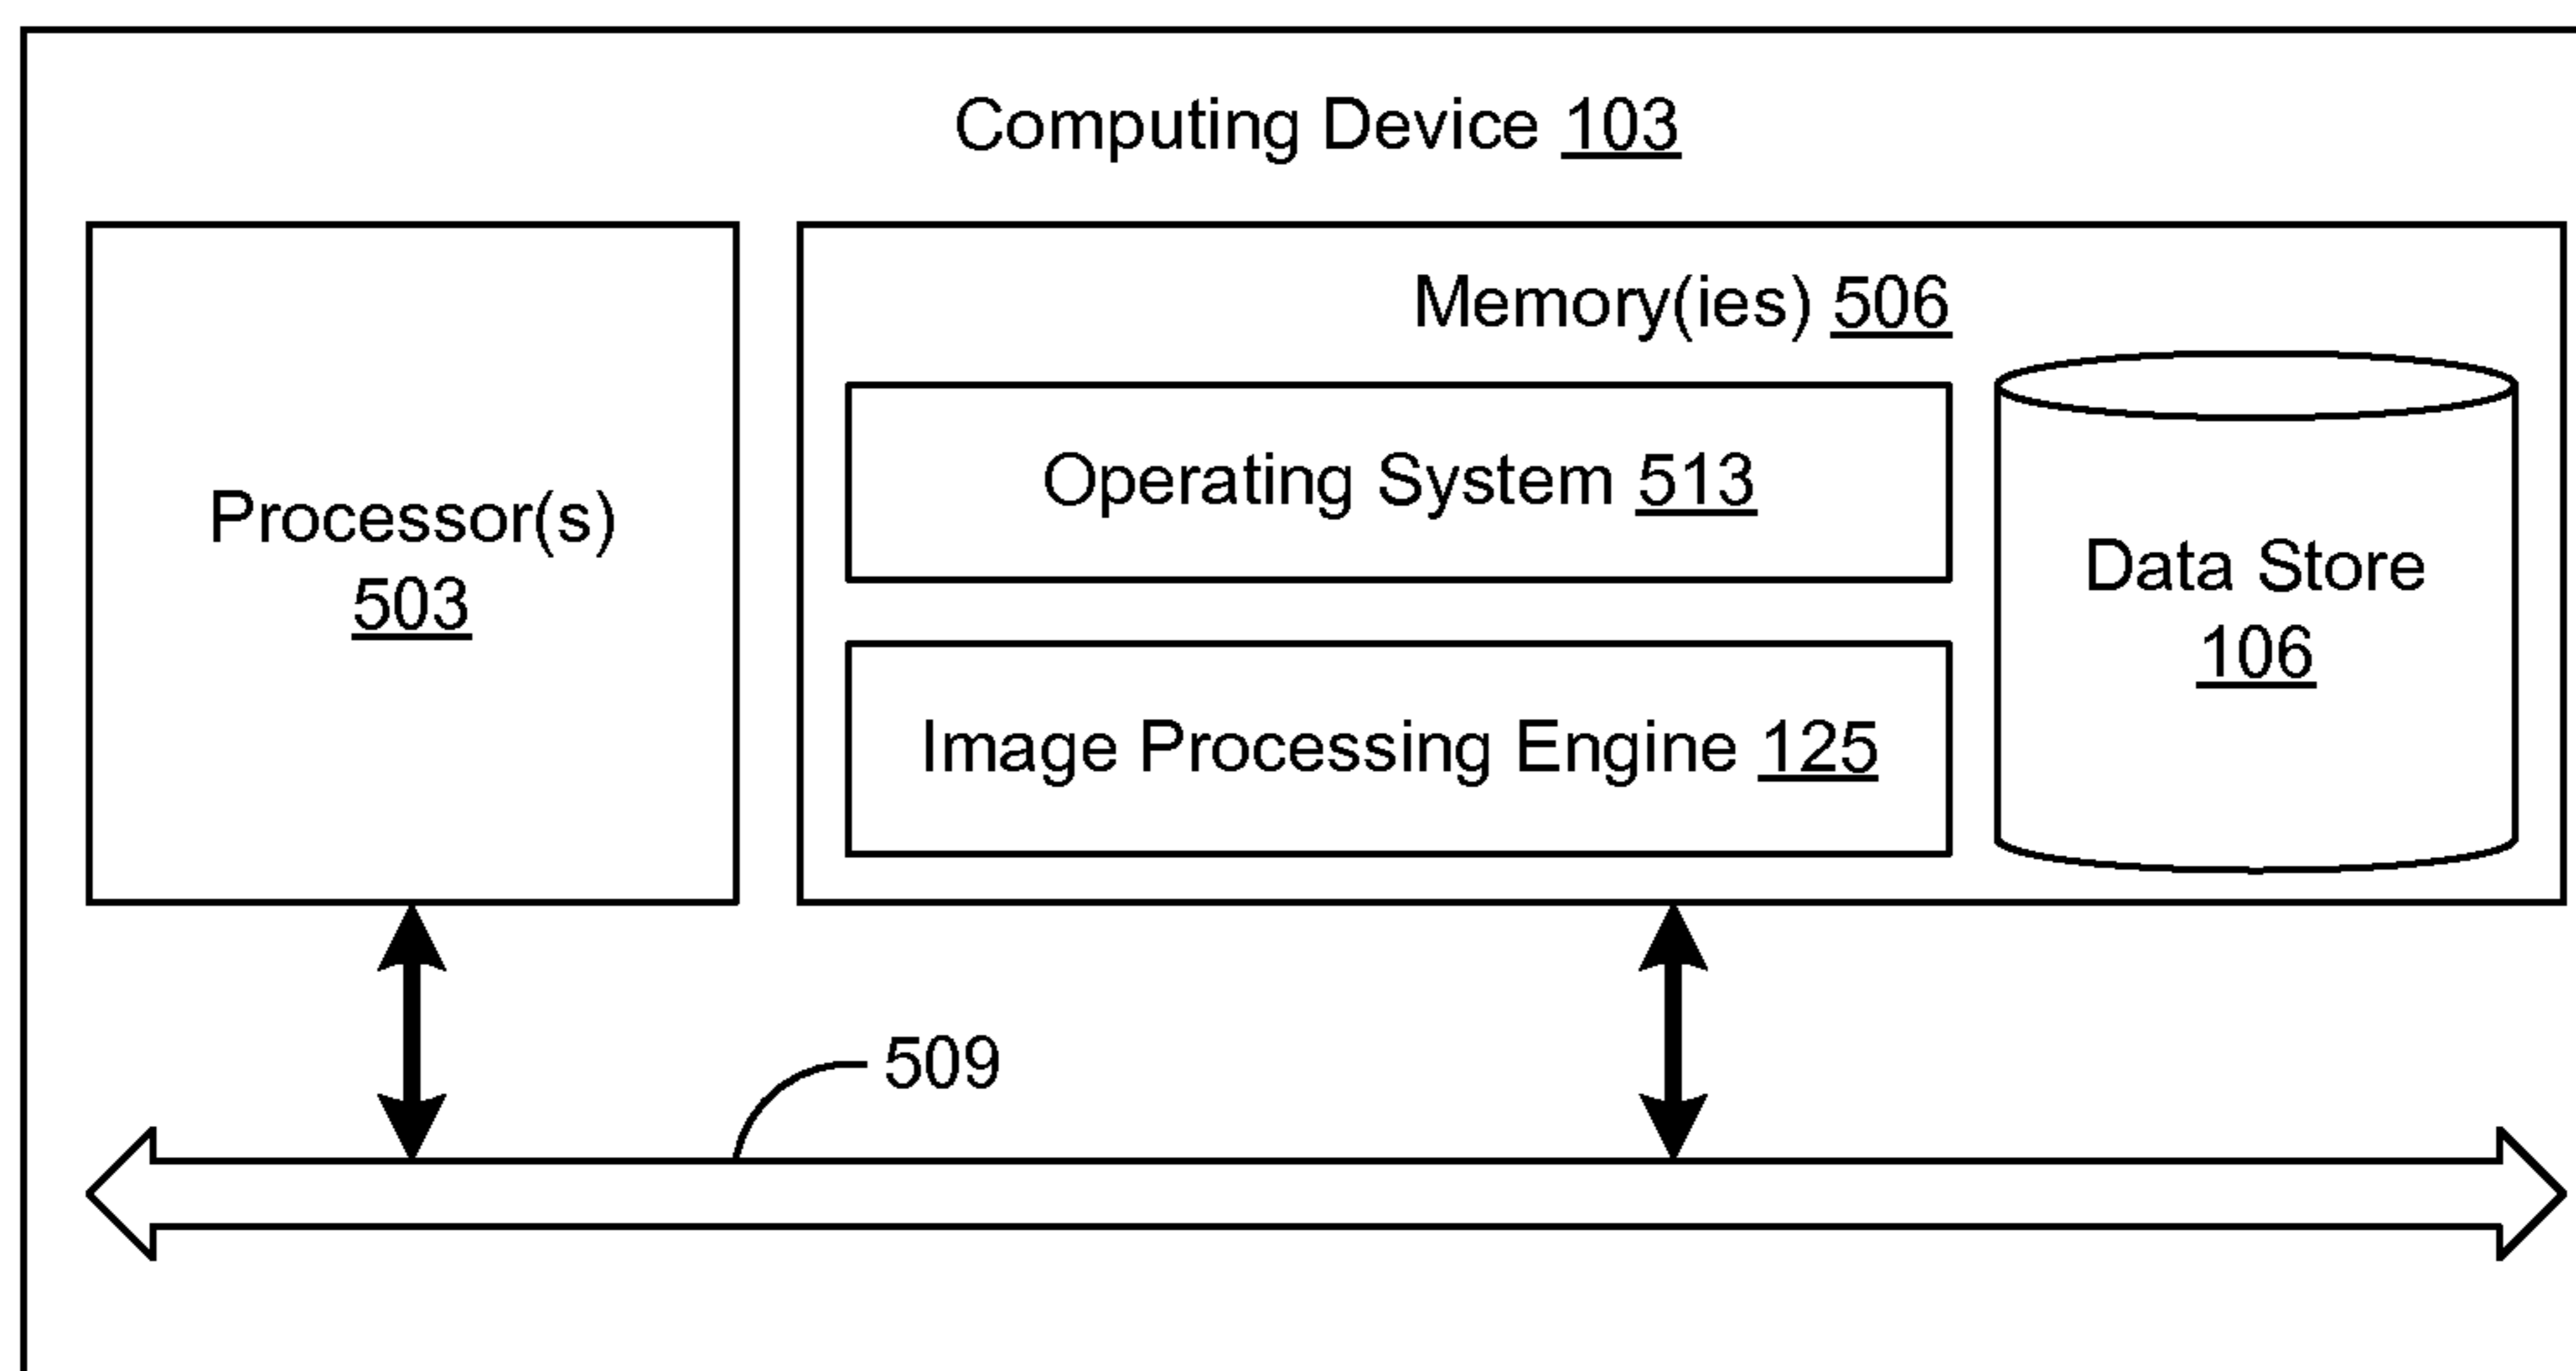 Computing Device 103
Memory(ies) 506
Operating System 513
Processor(s)
503
Data Store
106
Image Processing Engine 125
509